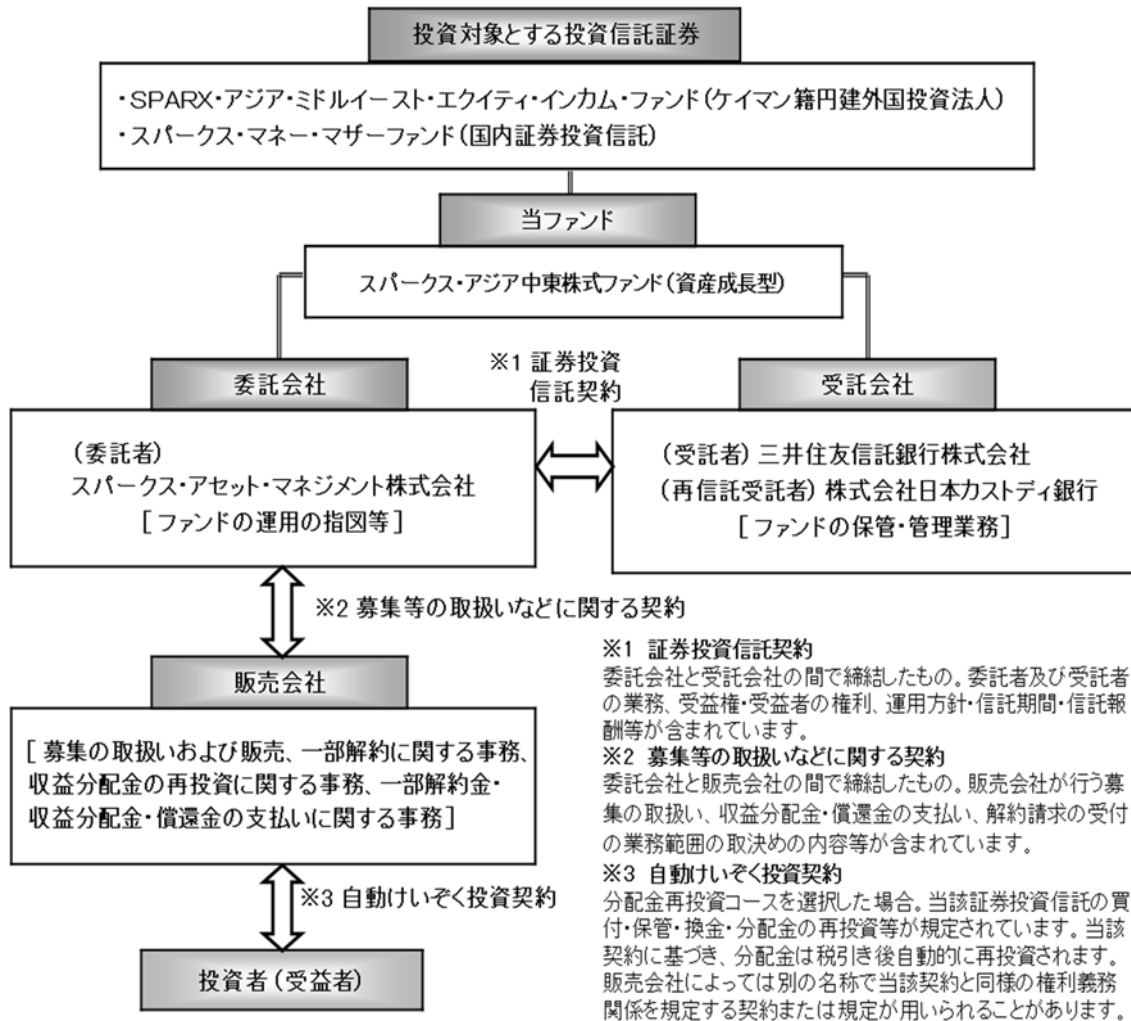 投資対象とする投資信託証券
・SPARX・アジア・ミドルイースト・エクイティ・インカム・ファンド(ケイマン籍円建外国投資法人)
・スパークス・マネー・マザーファンド(国内証券投資信託)
当ファンド
スパークス・アジア中東株式ファンド(資産成長型)
※1 証券投資
信託契約
委託会社
(委託者)
スパークス・アセット・マネジメント株式会社
[ファンドの運用の指図等]
受託会社
(受託者) 三井住友信託銀行株式会社
(再信託受託者) 株式会社日本カストディ銀行
[ファンドの保管・管理業務]
※2 募集等の取扱いなどに関する契約
販売会社
[募集の取扱いおよび販売、一部解約に関する事務、
収益分配金の再投資に関する事務、一部解約金・
収益分配金・償還金の支払いに関する事務]
※3 自動けいぞく投資契約
投資者(受益者)
※1 証券投資信託契約
委託会社と受託会社の間で締結したもの。委託者及び受託者
の業務、受益権・受益者の権利、運用方針・信託期間・信託報
酬等が含まれています。
※2 募集等の取扱いなどに関する契約
委託会社と販売会社の間で締結したもの。販売会社が行う募
集の取扱い、収益分配金・償還金の支払い、解約請求の受付
の業務範囲の取決めの内容等が含まれています。
※3 自動けいぞく投資契約
分配金再投資コースを選択した場合。当該証券投資信託の買
付・保管・換金・分配金の再投資等が規定されています。当該
契約に基づき、分配金は税引き後自動的に再投資されます。
販売会社によっては別の名称で当該契約と同様の権利義務
関係を規定する契約または規定が用いられることがあります。